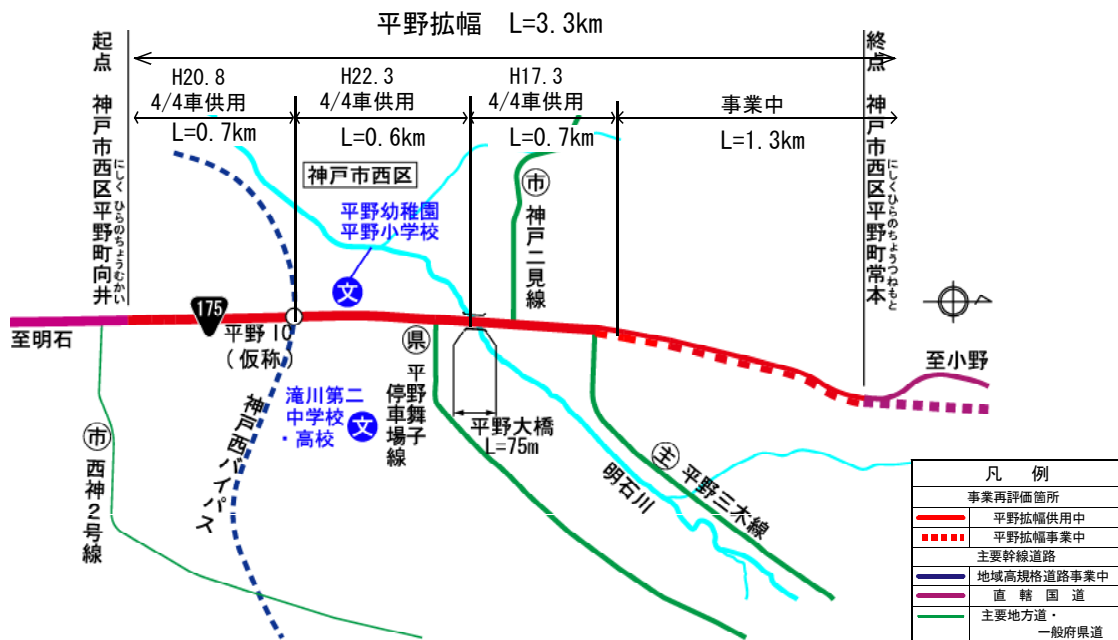 平野拡幅 L=3.3km
起点 神戸市西区平野町向井
にしくひらのちょうむかい
H20.8
4/4車供用
L=0.7km
H22.3
4/4車供用
L=0.6km
H17.3
4/4車供用
L=0.7km
事業中
L=1.3km
終点 神戸市西区平野町常本
にしくひらのちょうつねもと
神戸市西区
平野幼稚園
平野小学校
文
市 神戸二見線
175
至明石
平野IC
(仮称)
県 平野舞子
停車場線
至小野
滝川第二
中学校
・高校
文
平野大橋
L=75m
市 西神2号線
神戸西バイパス
明石川
主 平野三木線
凡 例
事業再評価箇所
平野拡幅供用中
平野拡幅事業中
主要幹線道路
地域高規格道路事業中
直 轄 国 道
主要地方道・
一般府県道